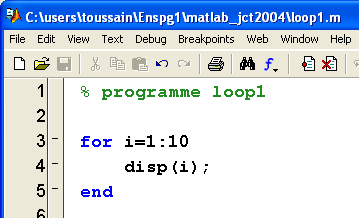 C:\users\toussain\Enspg1\matlab_jct2004\loop1.m
File Edit View Text Debug Breakpoints Web Window Help
1 % programme loop1
2
3 - for i=1:10
4 - disp(i);
5 - end
6